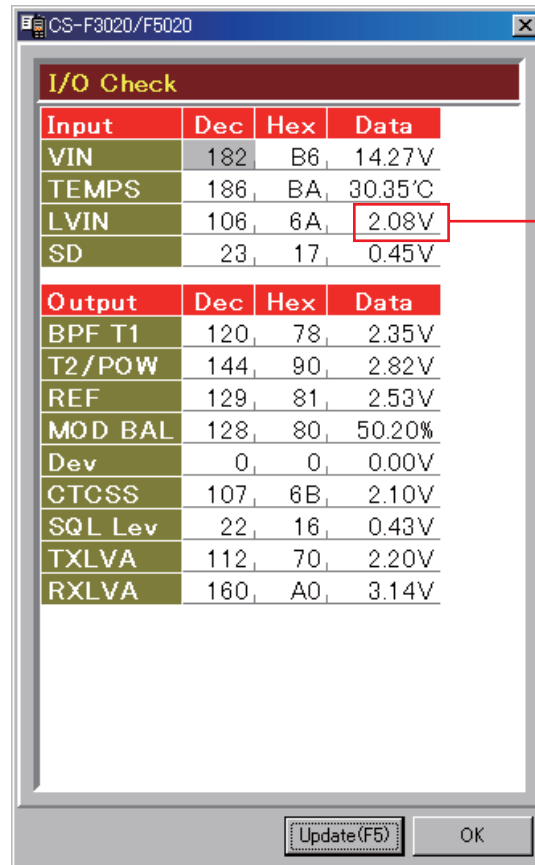 CS-F3020/F5020
I/O Check
Input Dec Hex Data
VIN 182 B6 14.27V
TEMPS 186 BA 30.35'C
LVIN 106 6A 2.08V
SD 23 17 0.45V
Output Dec Hex Data
BPF T1 120 78 2.35V
T2/POW 144 90 2.82V
REF 129 81 2.53V
MOD BAL 128 80 50.20%
Dev 0 0 0.00V
CTCSS 107 6B 2.10V
SQL Lev 22 16 0.43V
TXLVA 112 70 2.20V
RXLVA 160 A0 3.14V
Update(F5) OK